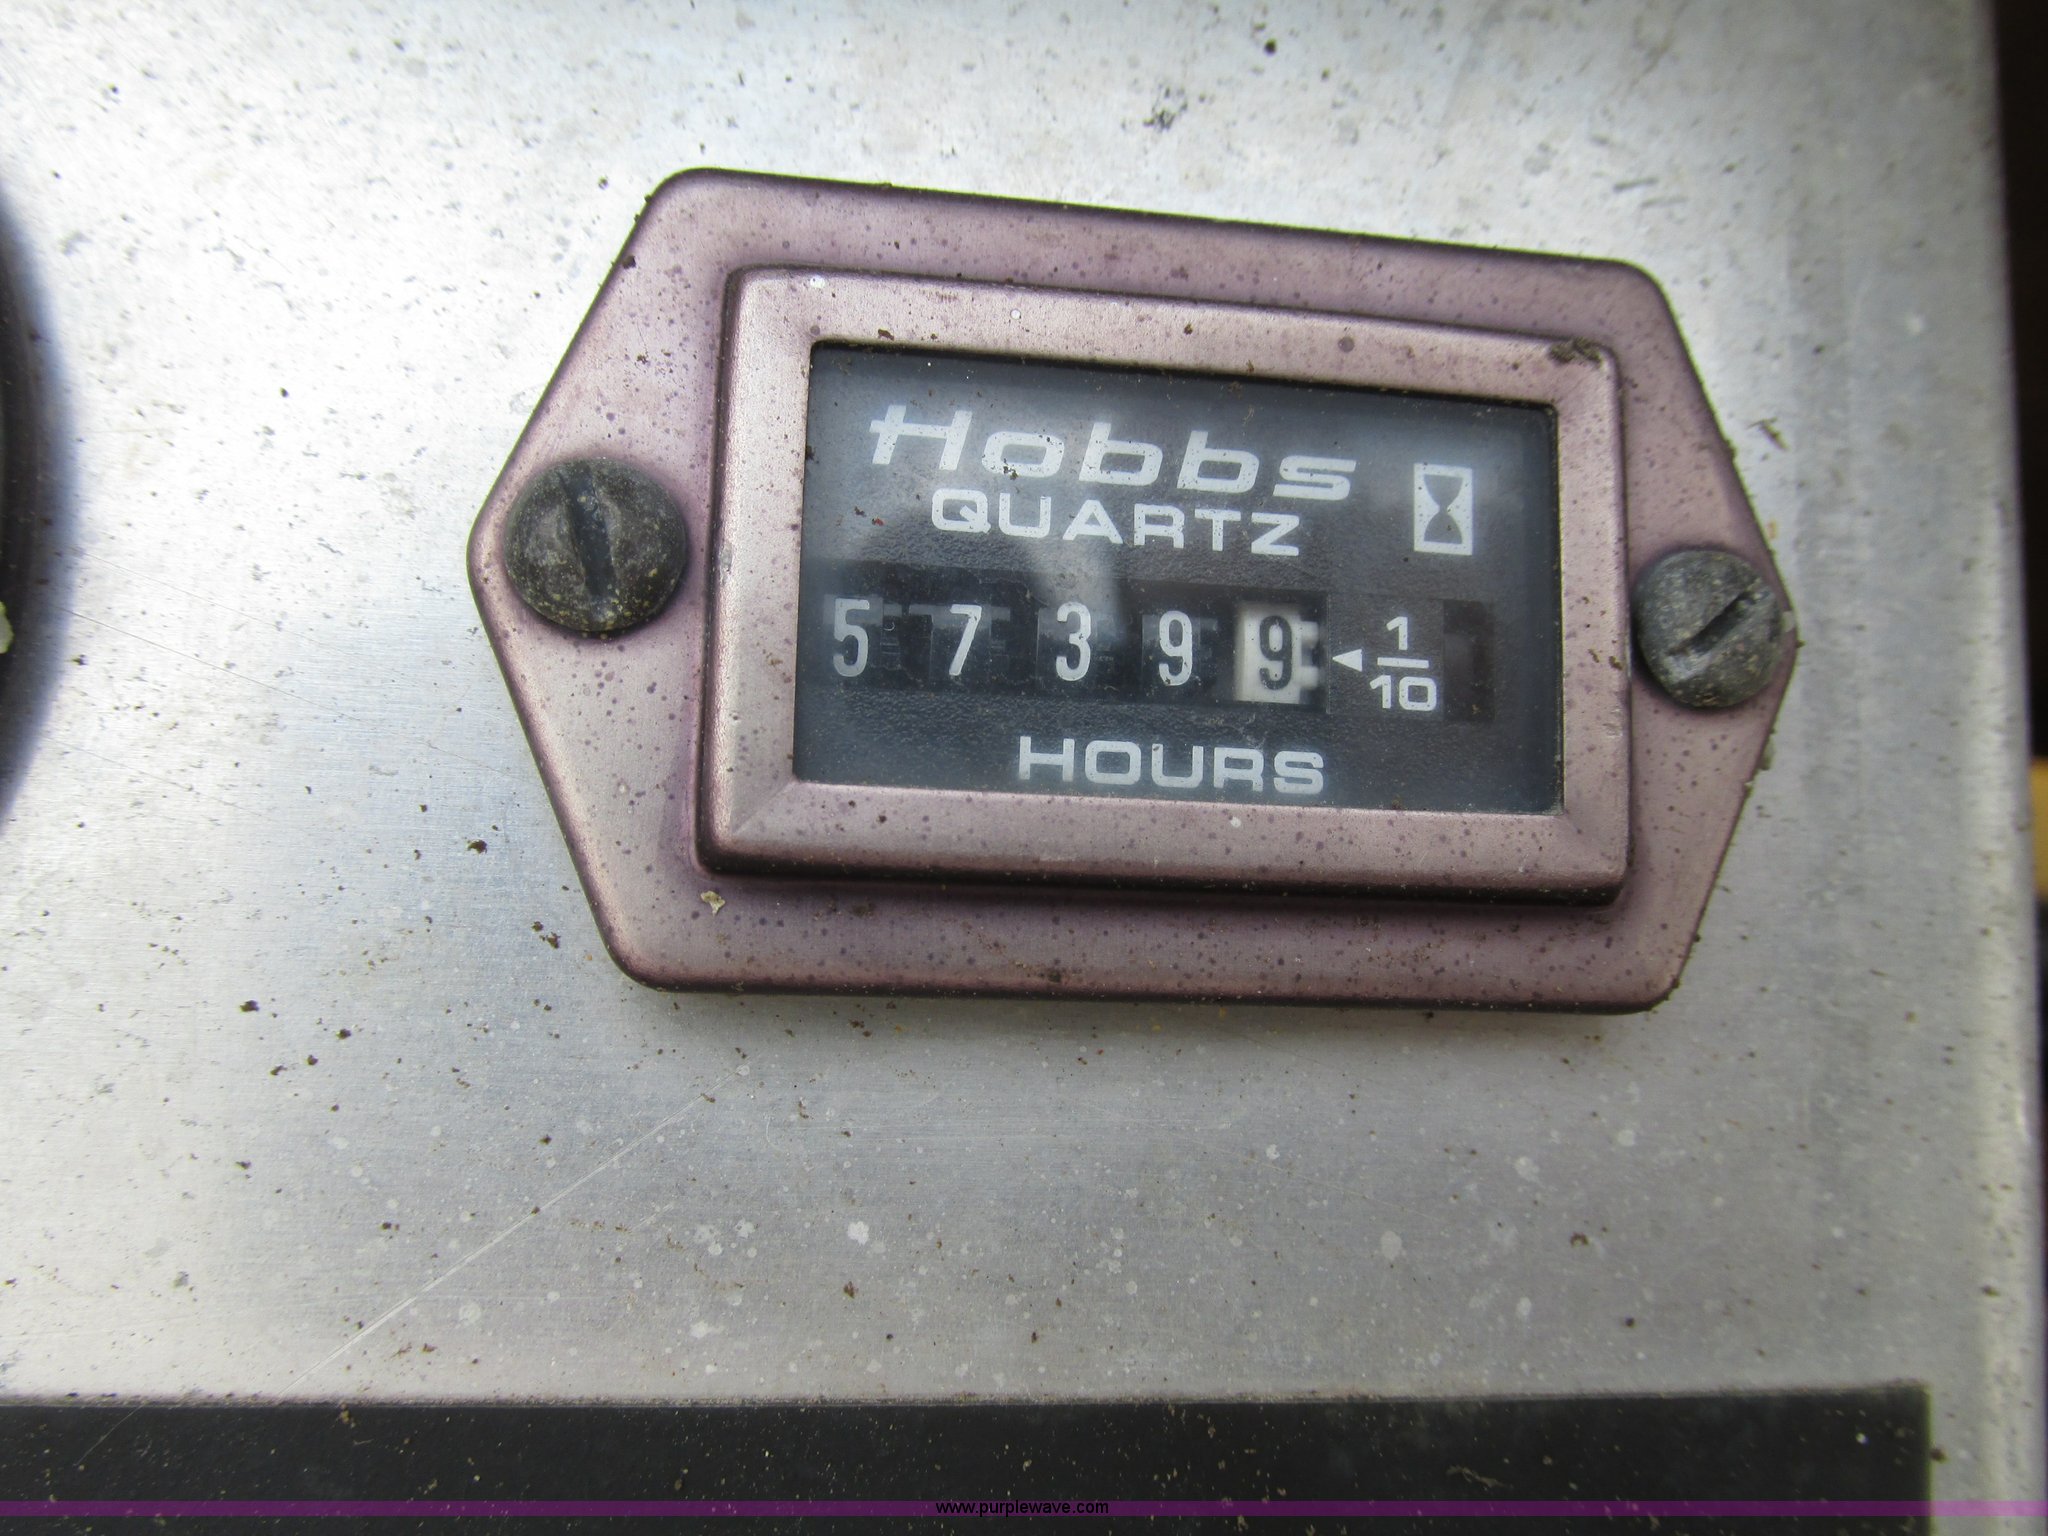 Hobbs
QUARTZ
5 7 3 9 9 ◄ 1/10
HOURS
www.purplewave.com